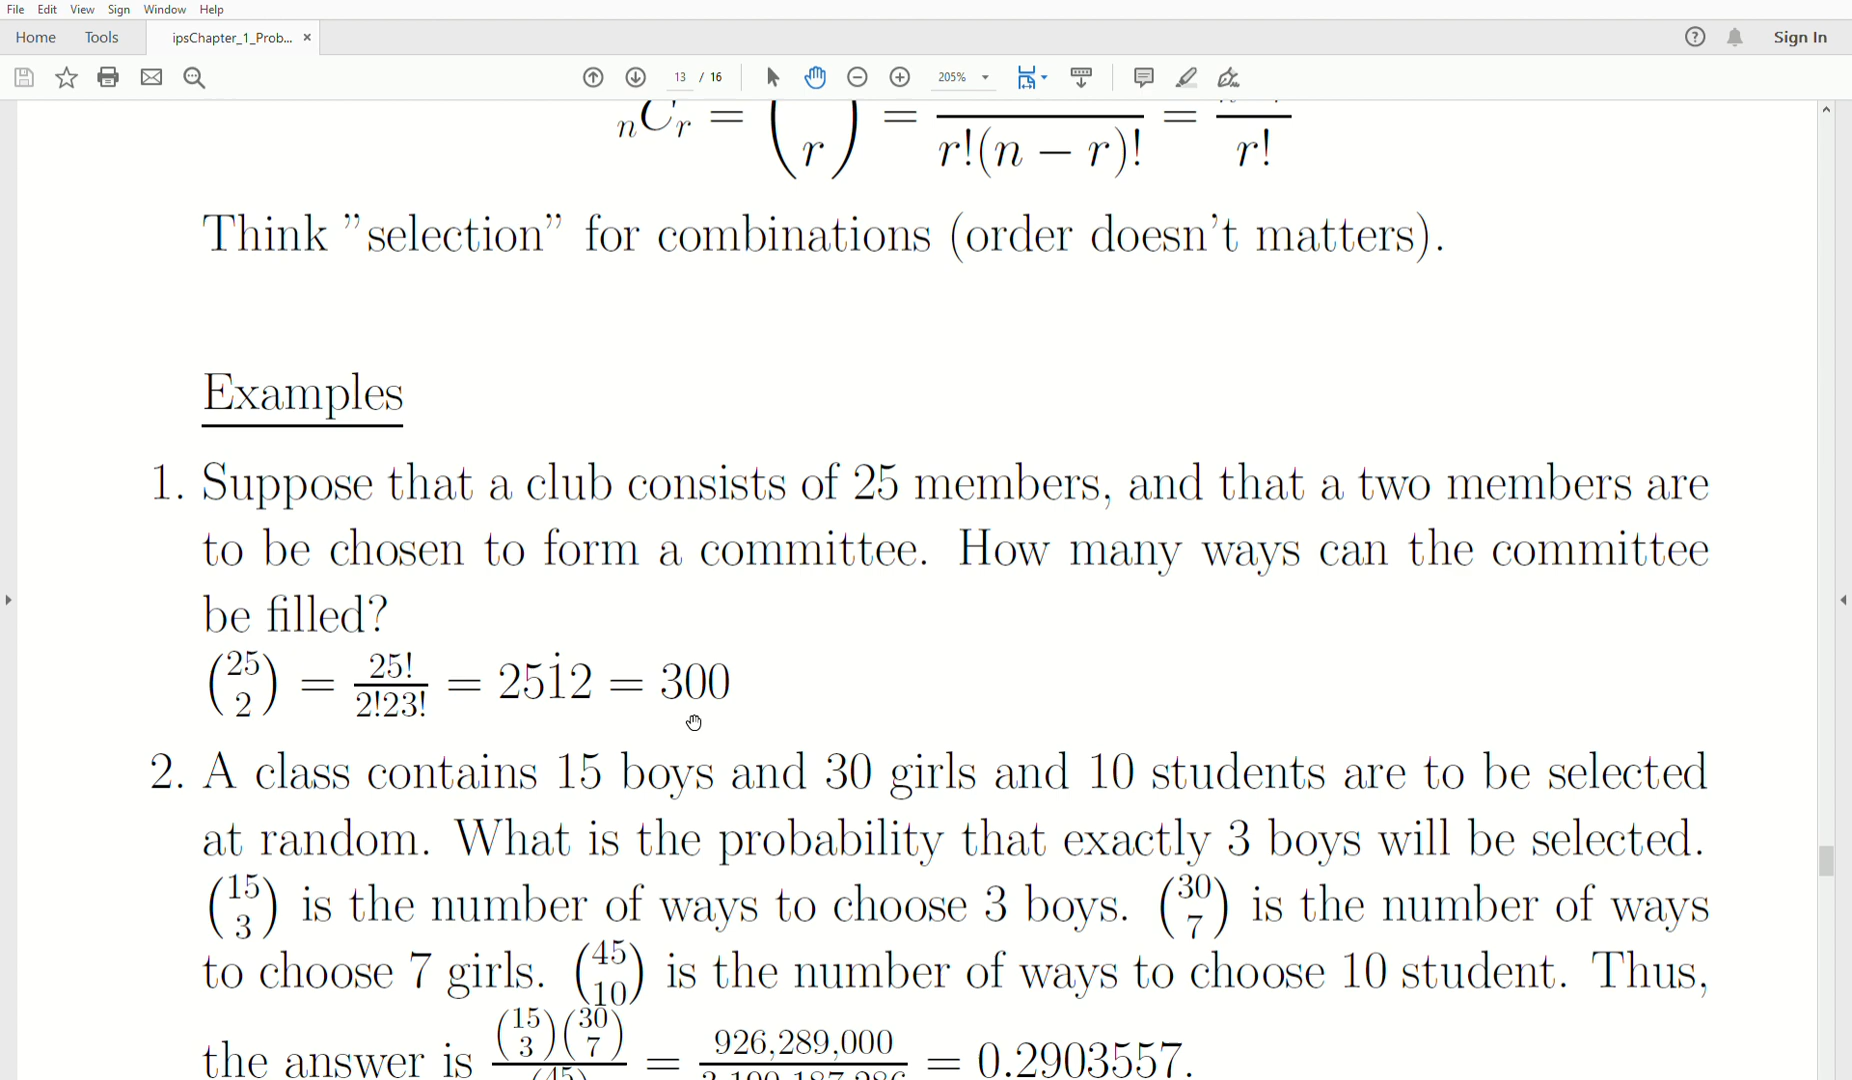 File Edit View Sign Window Help
Home Tools ipsChapter_1_Prob... × ? Sign In
13 / 16 205%
nCr = ( r ) = r!(n − r)! = r!
Think ”selection” for combinations (order doesn’t matters).
Examples
1. Suppose that a club consists of 25 members, and that a two members are
to be chosen to form a committee. How many ways can the committee
be filled?
(25 2) = 25! / 2!23! = 25i̇2 = 300
2. A class contains 15 boys and 30 girls and 10 students are to be selected
at random. What is the probability that exactly 3 boys will be selected.
(15 3) is the number of ways to choose 3 boys. (30 7) is the number of ways
to choose 7 girls. (45 10) is the number of ways to choose 10 student. Thus,
the answer is (15 3)(30 7) / (45) = 926,289,000 / = 0.2903557.